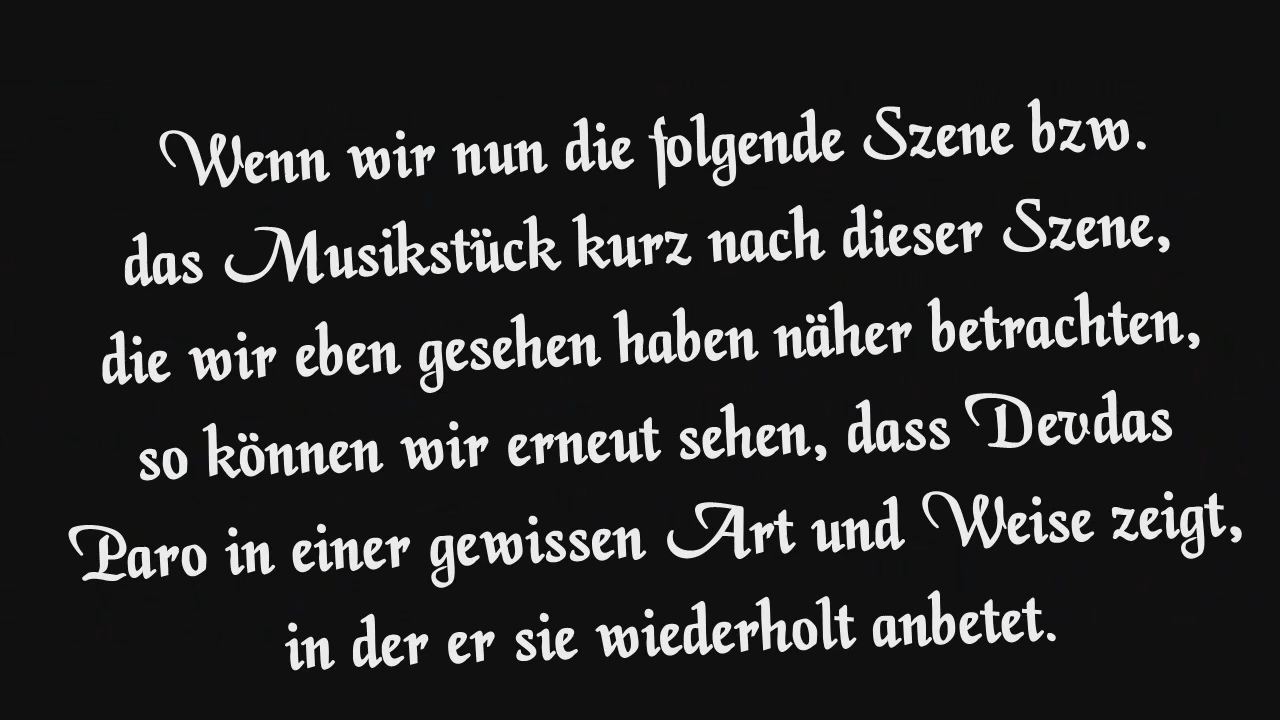 Wenn wir nun die folgende Szene bzw.
das Musikstück kurz nach dieser Szene,
die wir eben gesehen haben näher betrachten,
so können wir erneut sehen, dass Devdas
Paro in einer gewissen Art und Weise zeigt,
in der er sie wiederholt anbetet.